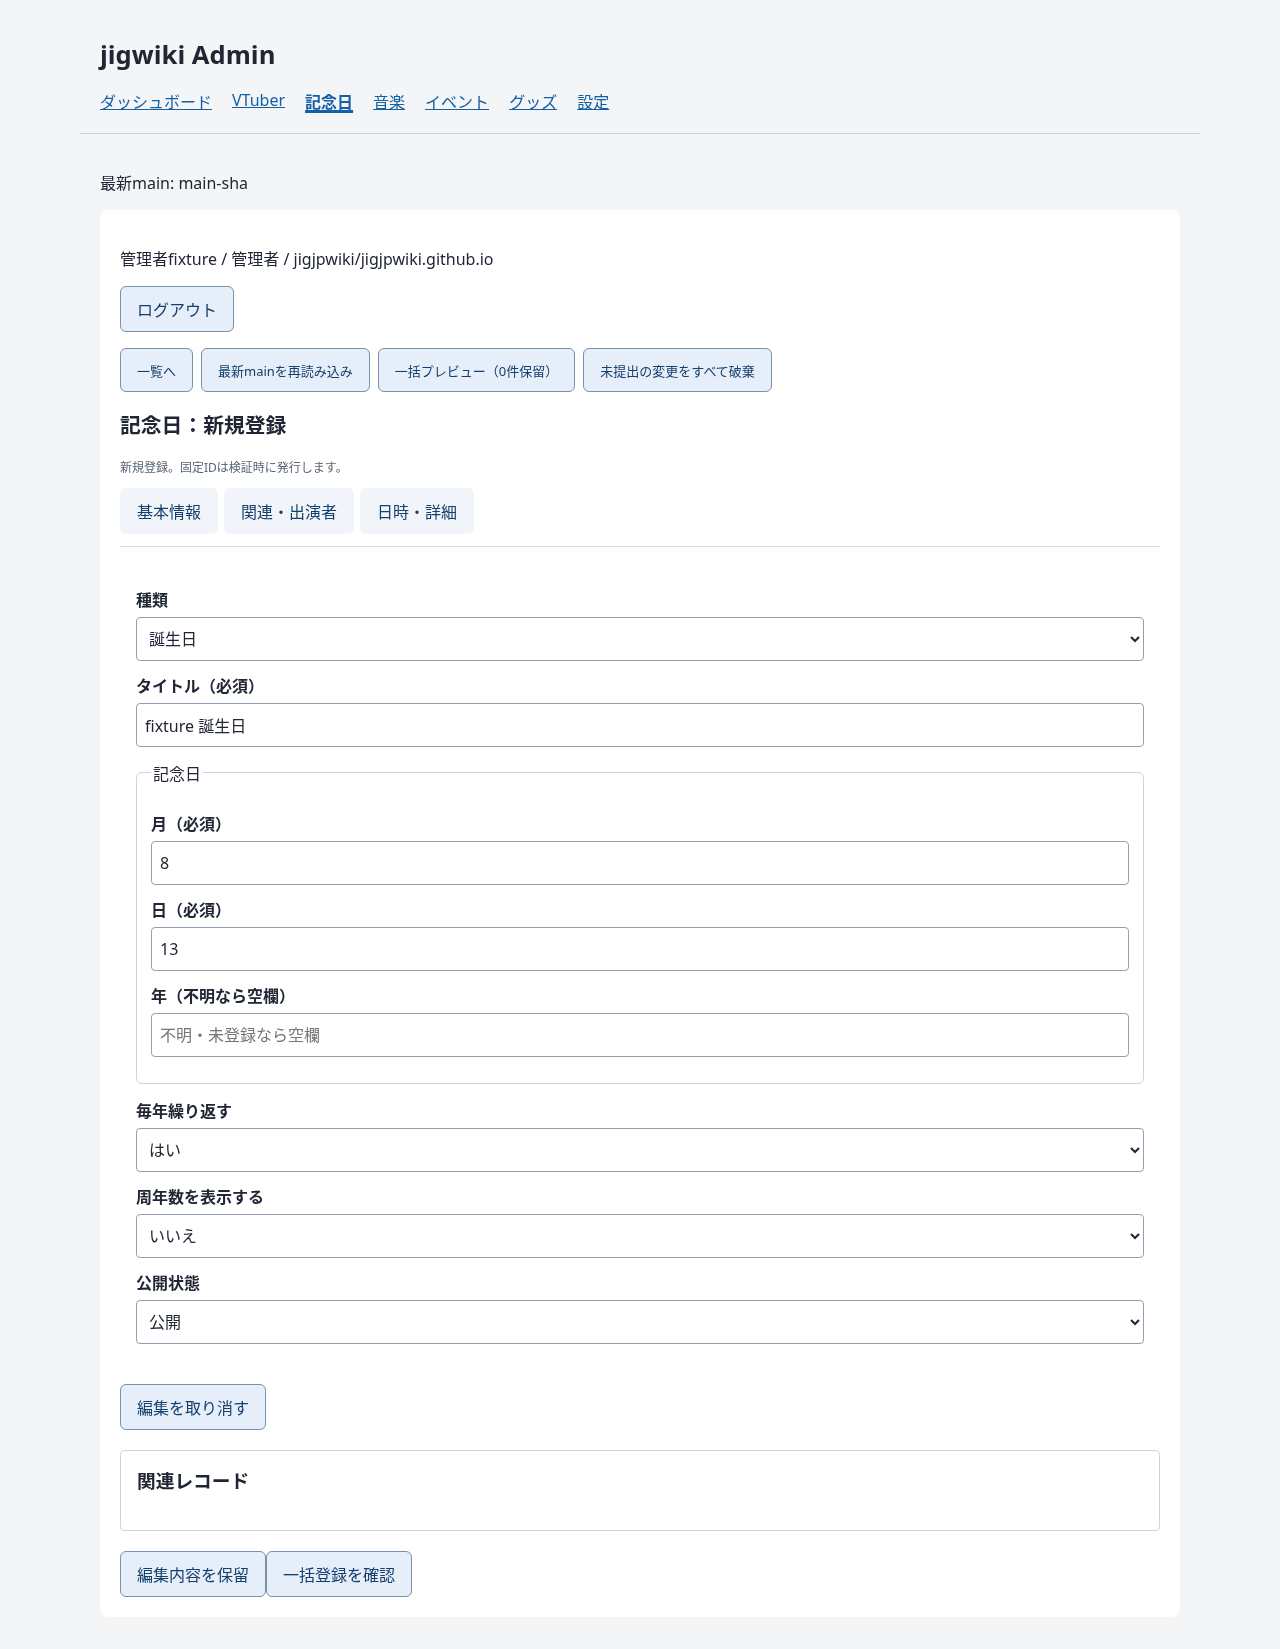 jigwiki Admin
ダッシュボード VTuber 記念日 音楽 イベント グッズ 設定
最新main: main-sha
管理者fixture / 管理者 / jigjpwiki/jigjpwiki.github.io
ログアウト
一覧へ 最新mainを再読み込み 一括プレビュー（0件保留） 未提出の変更をすべて破棄
記念日：新規登録
新規登録。固定IDは検証時に発行します。
基本情報 関連・出演者 日時・詳細
種類
誕生日
タイトル（必須）
fixture 誕生日
記念日
月（必須）
8
日（必須）
13
年（不明なら空欄）
不明・未登録なら空欄
毎年繰り返す
はい
周年数を表示する
いいえ
公開状態
公開
編集を取り消す
関連レコード
編集内容を保留 一括登録を確認